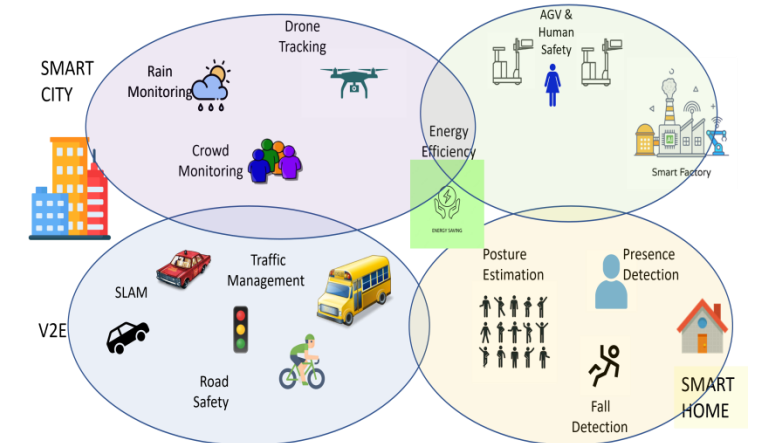 SMART
CITY
Rain
Monitoring
Drone
Tracking
Crowd
Monitoring
AGV &
Human
Safety
Smart Factory
Energy
Efficiency
ENERGY SAVING
V2E
SLAM
Traffic
Management
Road
Safety
Posture
Estimation
Presence
Detection
Fall
Detection
SMART
HOME